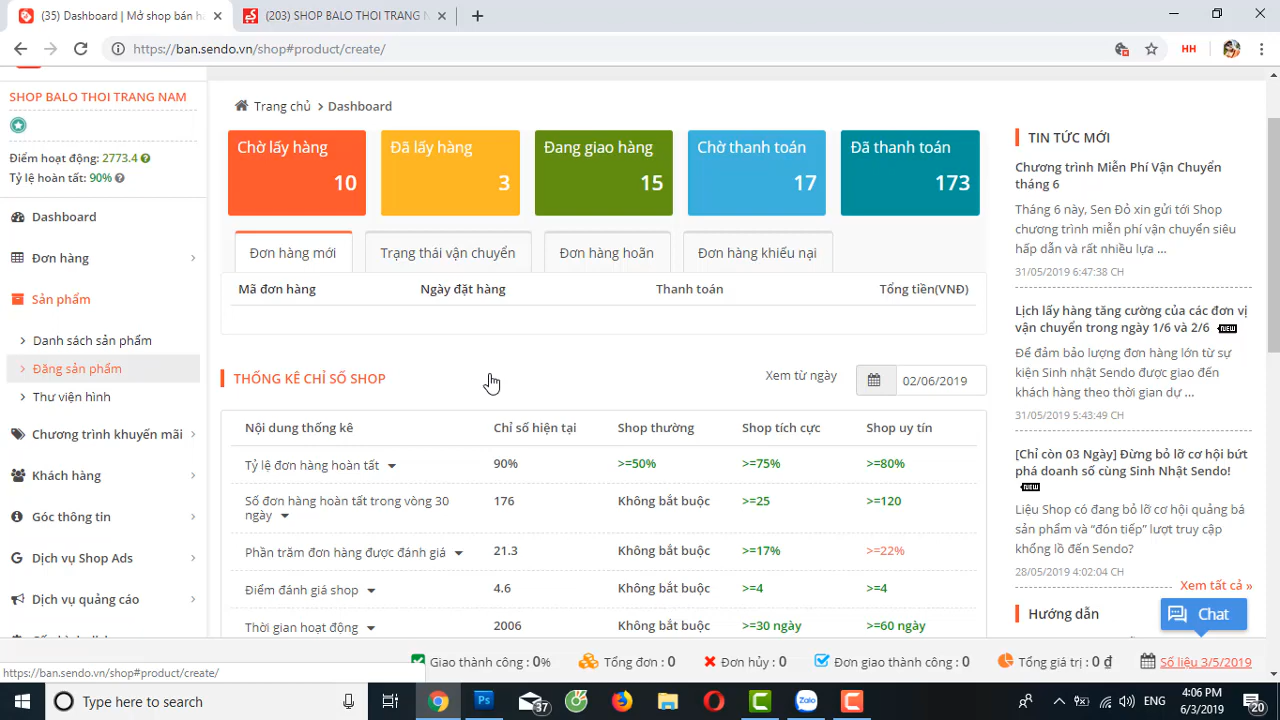 (35) Dashboard | Mở shop bán hà
(203) SHOP BALO THOI TRANG N
https://ban.sendo.vn/shop#product/create/
HH
SHOP BALO THOI TRANG NAM
Điểm hoạt động: 2773.4
Tỷ lệ hoàn tất: 90%
Dashboard
Đơn hàng
Sản phẩm
Danh sách sản phẩm
Đăng sản phẩm
Thư viện hình
Chương trình khuyến mãi
Khách hàng
Góc thông tin
Dịch vụ Shop Ads
Dịch vụ quảng cáo
Trang chủ > Dashboard
Chờ lấy hàng
10
Đã lấy hàng
3
Đang giao hàng
15
Chờ thanh toán
17
Đã thanh toán
173
Đơn hàng mới
Trạng thái vận chuyển
Đơn hàng hoãn
Đơn hàng khiếu nại
Mã đơn hàng Ngày đặt hàng Thanh toán Tổng tiền(VNĐ)
THỐNG KÊ CHỈ SỐ SHOP
Xem từ ngày
02/06/2019
Nội dung thống kê Chỉ số hiện tại Shop thường Shop tích cực Shop uy tín
Tỷ lệ đơn hàng hoàn tất 90% >=50% >=75% >=80%
Số đơn hàng hoàn tất trong vòng 30 176 Không bắt buộc >=25 >=120
ngày
Phần trăm đơn hàng được đánh giá 21.3 Không bắt buộc >=17% >=22%
Điểm đánh giá shop 4.6 Không bắt buộc >=4 >=4
Thời gian hoạt động 2006 Không bắt buộc >=30 ngày >=60 ngày
TIN TỨC MỚI
Chương trình Miễn Phí Vận Chuyển
tháng 6
Tháng 6 này, Sen Đỏ xin gửi tới Shop
chương trình miễn phí vận chuyển siêu
hấp dẫn và rất nhiều lựa ...
31/05/2019 6:47:38 CH
Lịch lấy hàng tăng cường của các đơn vị
vận chuyển trong ngày 1/6 và 2/6 NEW
Để đảm bảo lượng đơn hàng lớn từ sự
kiện Sinh nhật Sendo được giao đến
khách hàng theo thời gian dự ...
31/05/2019 5:43:49 CH
[Chỉ còn 03 Ngày] Đừng bỏ lỡ cơ hội bứt
phá doanh số cùng Sinh Nhật Sendo!
NEW
Liệu Shop có đang bỏ lỡ cơ hội quảng bá
sản phẩm và “đón tiếp” lượt truy cập
khổng lồ đến Sendo?
28/05/2019 4:02:04 CH
Xem tất cả »
Hướng dẫn
Chat
https://ban.sendo.vn/shop#product/create/
Giao thành công : 0% Tổng đơn : 0 Đơn hủy : 0 Đơn giao thành công : 0 Tổng giá trị : 0 ₫ Số liệu 3/5/2019
Type here to search
37
ENG
4:06 PM
6/3/2019
20